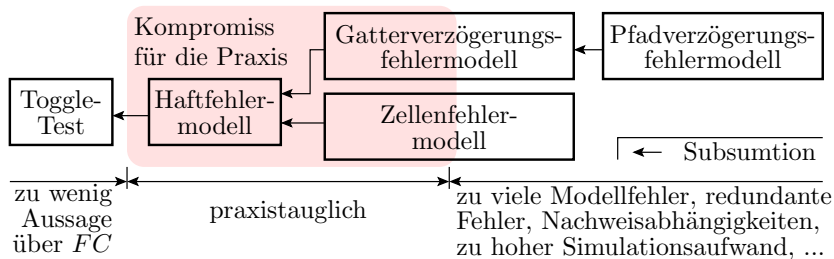 Kompromiss
für die Praxis
Gatterverzögerungs-
fehlermodell
Pfadverzögerungs-
fehlermodell
Toggle-
Test
Haftfehler-
modell
Zellenfehler-
modell
Subsumtion
zu wenig
Aussage
über FC
praxistauglich
zu viele Modellfehler, redundante
Fehler, Nachweisabhängigkeiten,
zu hoher Simulationsaufwand, ...